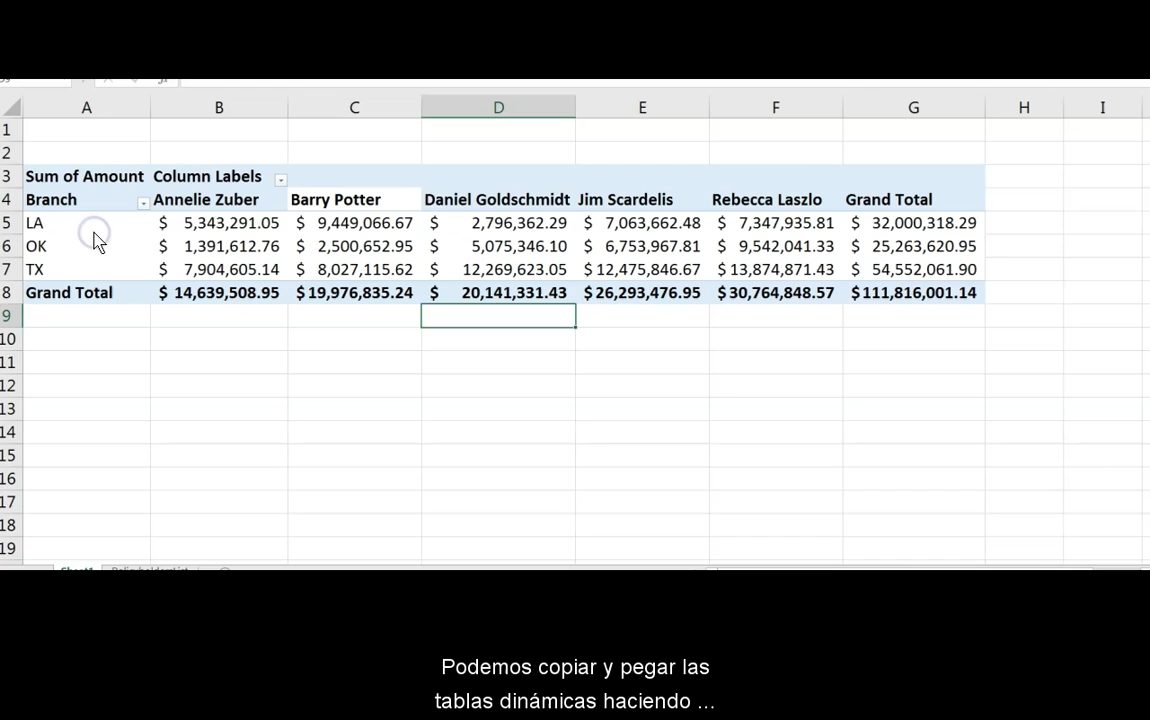 A B C D E F G H I
1
2
3 Sum of Amount Column Labels
4 Branch Annelie Zuber Barry Potter Daniel Goldschmidt Jim Scardelis Rebecca Laszlo Grand Total
5 LA $ 5,343,291.05 $ 9,449,066.67 $ 2,796,362.29 $ 7,063,662.48 $ 7,347,935.81 $ 32,000,318.29
6 OK $ 1,391,612.76 $ 2,500,652.95 $ 5,075,346.10 $ 6,753,967.81 $ 9,542,041.33 $ 25,263,620.95
7 TX $ 7,904,605.14 $ 8,027,115.62 $ 12,269,623.05 $ 12,475,846.67 $ 13,874,871.43 $ 54,552,061.90
8 Grand Total $ 14,639,508.95 $ 19,976,835.24 $ 20,141,331.43 $ 26,293,476.95 $ 30,764,848.57 $ 111,816,001.14
9
10
11
12
13
14
15
16
17
18
19
Podemos copiar y pegar las
tablas dinámicas haciendo ...